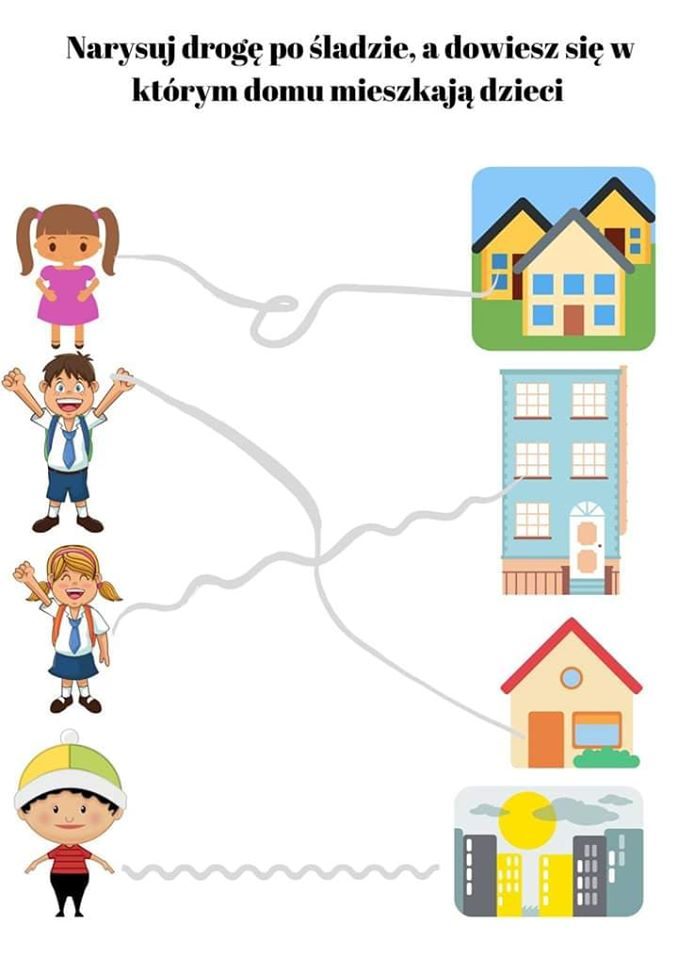 Narysuj drogę po śladzie, a dowiesz się w
którym domu mieszkają dzieci